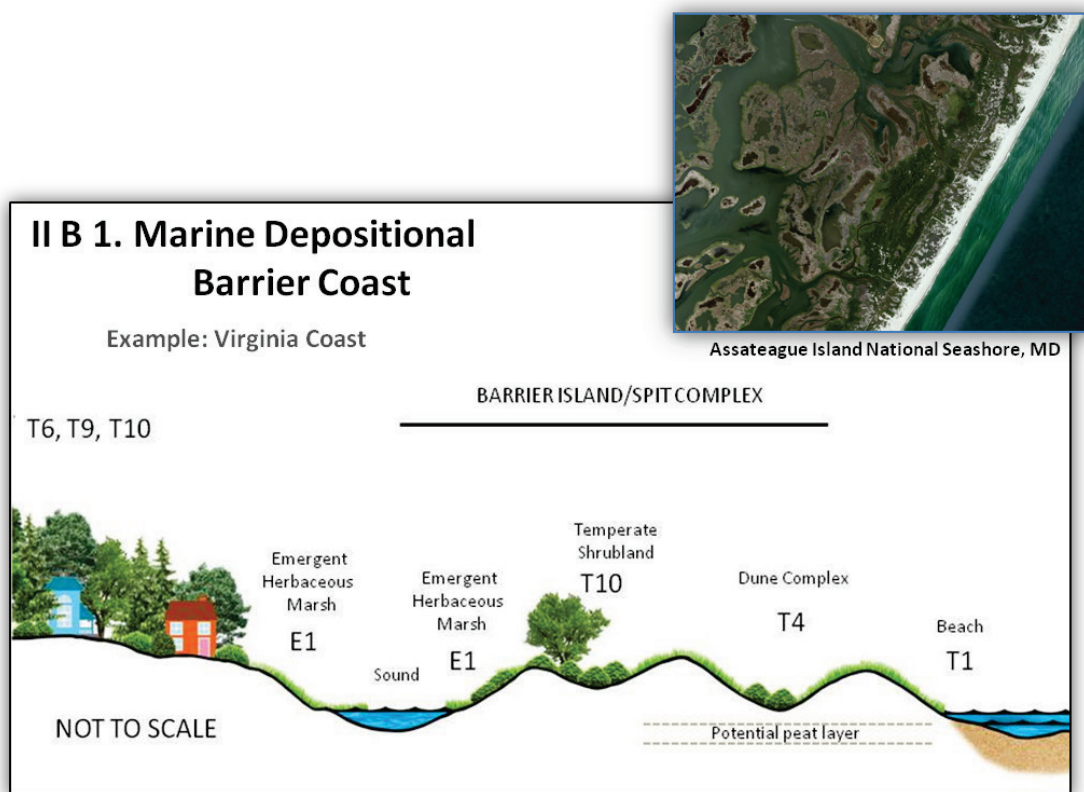 II B 1. Marine Depositional
Barrier Coast
Example: Virginia Coast
Assateague Island National Seashore, MD
BARRIER ISLAND/SPIT COMPLEX
T6, T9, T10
Emergent
Herbaceous
Marsh
E1
Sound
Emergent
Herbaceous
Marsh
E1
Temperate
Shrubland
T10
Dune Complex
T4
Beach
T1
NOT TO SCALE
Potential peat layer